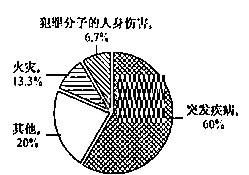 犯罪分子的人身伤害,
6.7%
火灾,
13.3%
突发疾病,
60%
其他,
20%